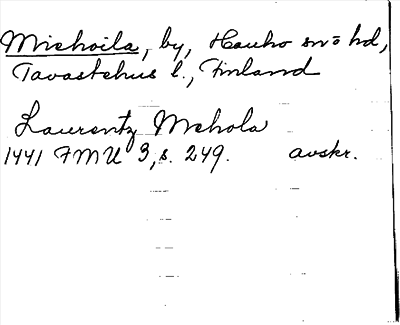 Miehoila, by, Hauho sn o hd,
Tavastehus l., Finland
Laurentz Mehola
1441 FMU 3, s. 249. avskr.